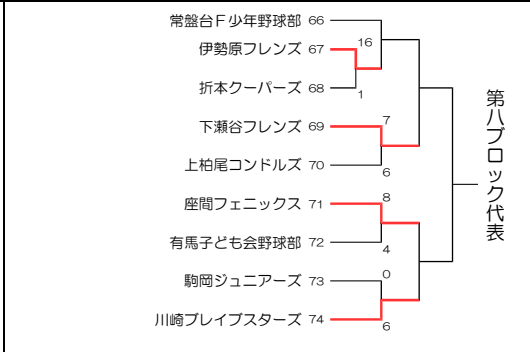 常盤台F少年野球部 66
伊勢原フレンズ 67
16
折本クーパーズ 68
1
下瀬谷フレンズ 69
7
上柏尾コンドルズ 70
6
座間フェニックス 71
8
有馬子ども会野球部 72
4
駒岡ジュニアーズ 73
0
川崎ブレイブスターズ 74
6
第八ブロック代表